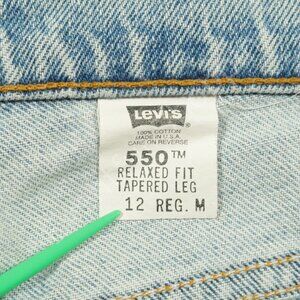 Levi's
100% COTTON
MADE IN U.S.A.
CARE ON REVERSE
550™
RELAXED FIT
TAPERED LEG
12 REG. M